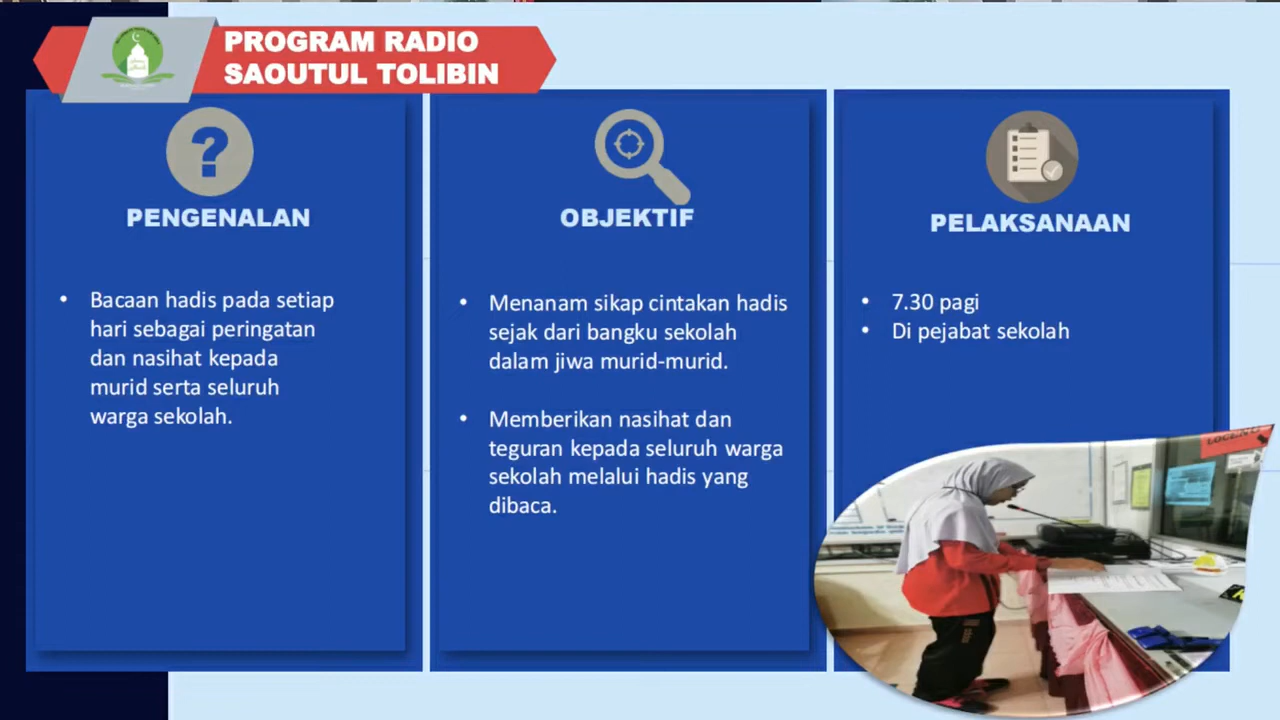 PROGRAM RADIO
SAOUTUL TOLIBIN
PENGENALAN
• Bacaan hadis pada setiap
hari sebagai peringatan
dan nasihat kepada
murid serta seluruh
warga sekolah.
OBJEKTIF
• Menanam sikap cintakan hadis
sejak dari bangku sekolah
dalam jiwa murid-murid.
• Memberikan nasihat dan
teguran kepada seluruh warga
sekolah melalui hadis yang
dibaca.
PELAKSANAAN
• 7.30 pagi
• Di pejabat sekolah
LOCENG